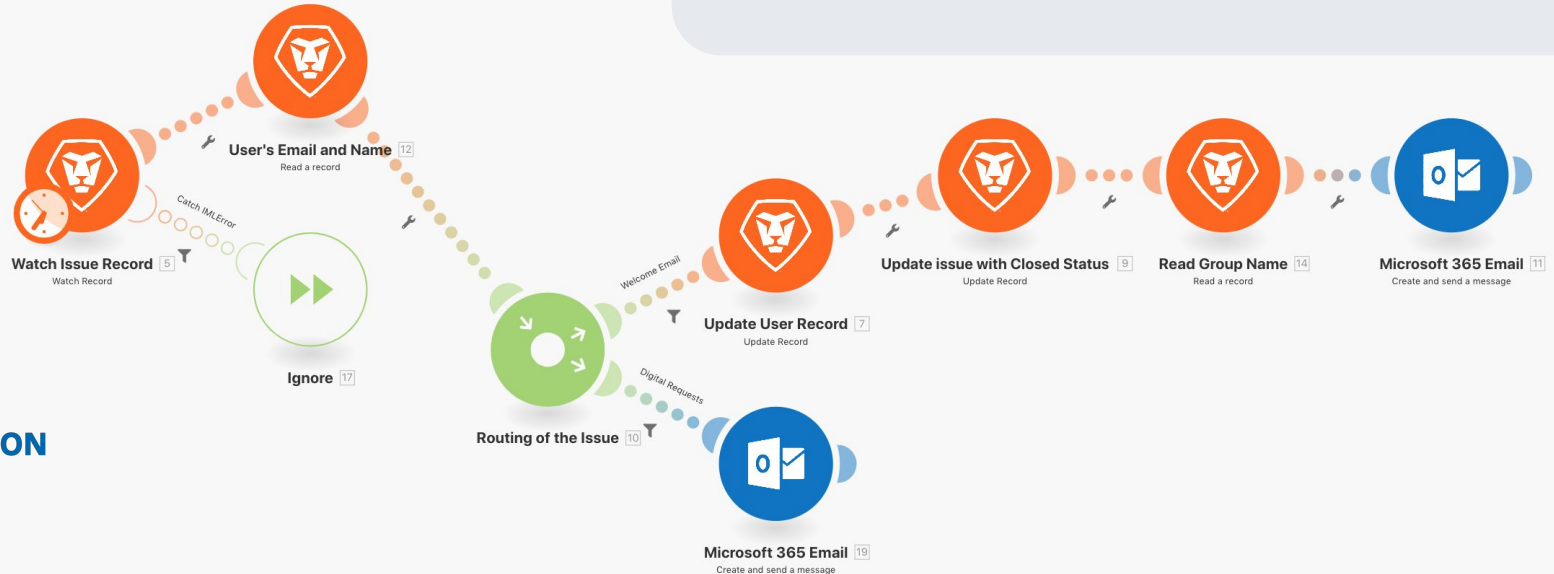 User's Email and Name 12
Read a record
Catch IMLError
Watch Issue Record 5
Watch Record
Ignore 17
Welcome Email
Update User Record 7
Update Record
Update issue with Closed Status 9
Update Record
Read Group Name 14
Read a record
Microsoft 365 Email 11
Create and send a message
Digital Requests
Routing of the Issue 10
ON
Microsoft 365 Email 19
Create and send a message